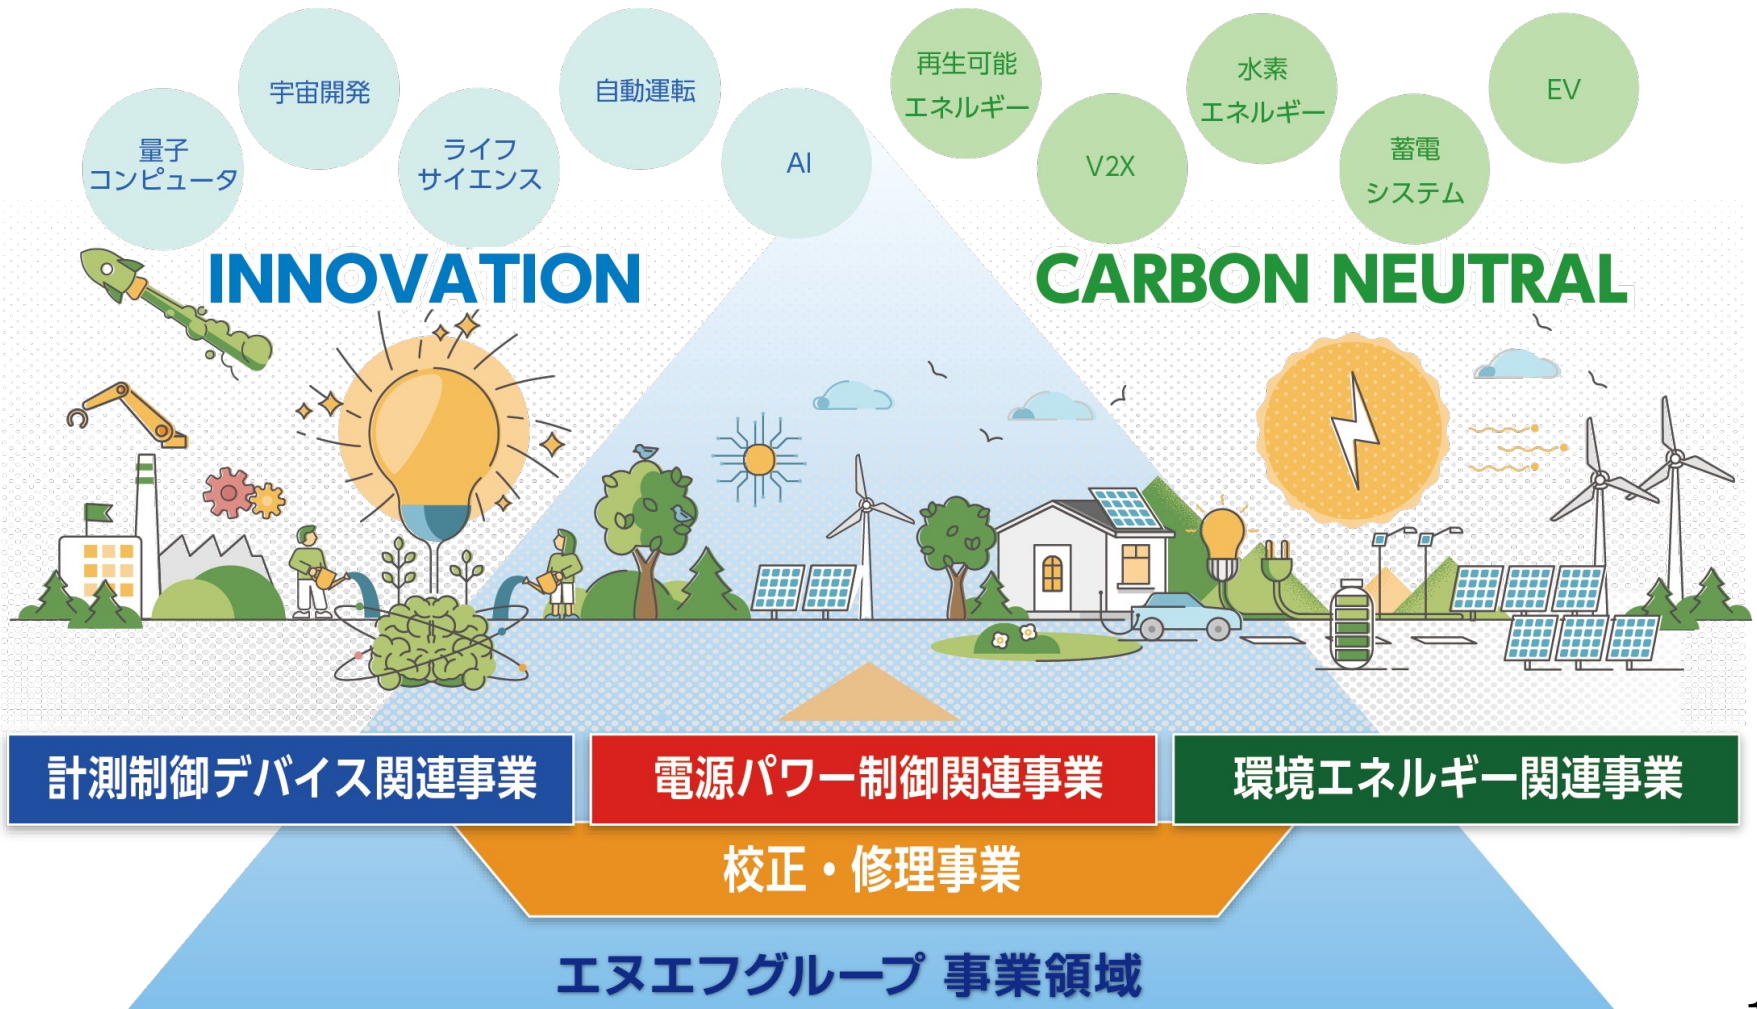 宇宙開発
自動運転
量子
コンピュータ
ライフ
サイエンス
AI
再生可能
エネルギー
水素
エネルギー
EV
V2X
蓄電
システム
INNOVATION
CARBON NEUTRAL
計測制御デバイス関連事業
電源パワー制御関連事業
環境エネルギー関連事業
校正・修理事業
エヌエフグループ 事業領域